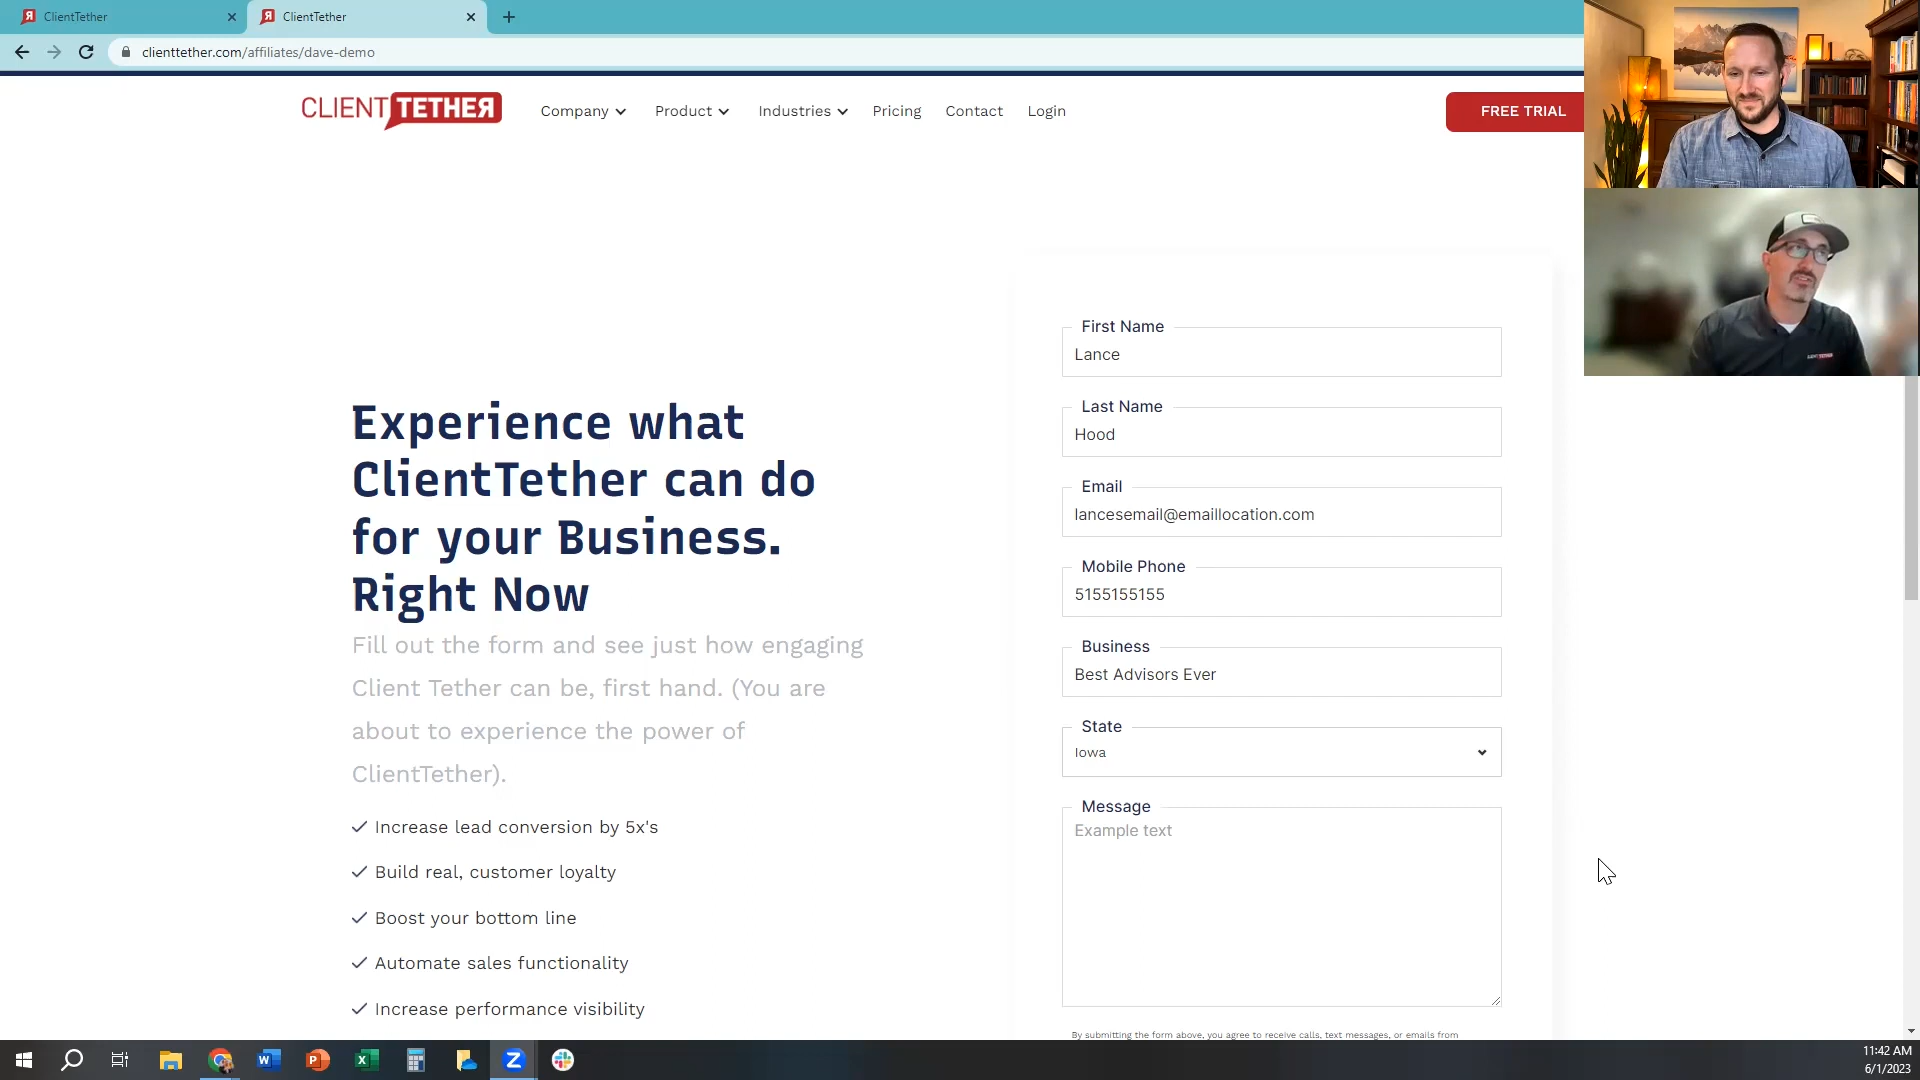 ClientTether
ClientTether
clienttether.com/affiliates/dave-demo
CLIENT TETHER
Company
Product
Industries
Pricing
Contact
Login
FREE TRIAL
Experience what
ClientTether can do
for your Business.
Right Now
Fill out the form and see just how engaging
Client Tether can be, first hand. (You are
about to experience the power of
ClientTether).
Increase lead conversion by 5x's
Build real, customer loyalty
Boost your bottom line
Automate sales functionality
Increase performance visibility
First Name
Lance
Last Name
Hood
Email
lancesemail@emaillocation.com
Mobile Phone
5155155155
Business
Best Advisors Ever
State
Iowa
Message
Example text
By submitting the form above, you agree to receive calls, text messages, or emails from
11:42 AM
6/1/2023